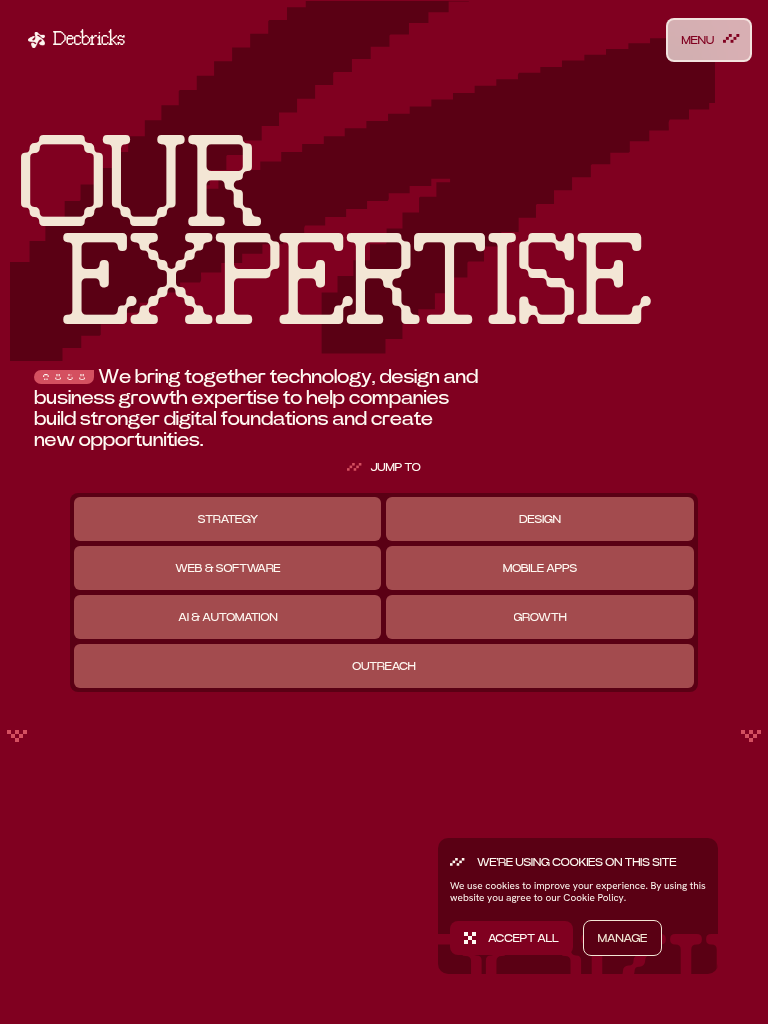 Decbricks
MENU
OUR
EXPERTISE
We bring together technology, design and
business growth expertise to help companies
build stronger digital foundations and create
new opportunities.
JUMP TO
STRATEGY
DESIGN
WEB & SOFTWARE
MOBILE APPS
AI & AUTOMATION
GROWTH
OUTREACH
WE'RE USING COOKIES ON THIS SITE
We use cookies to improve your experience. By using this
website you agree to our Cookie Policy.
ACCEPT ALL
MANAGE